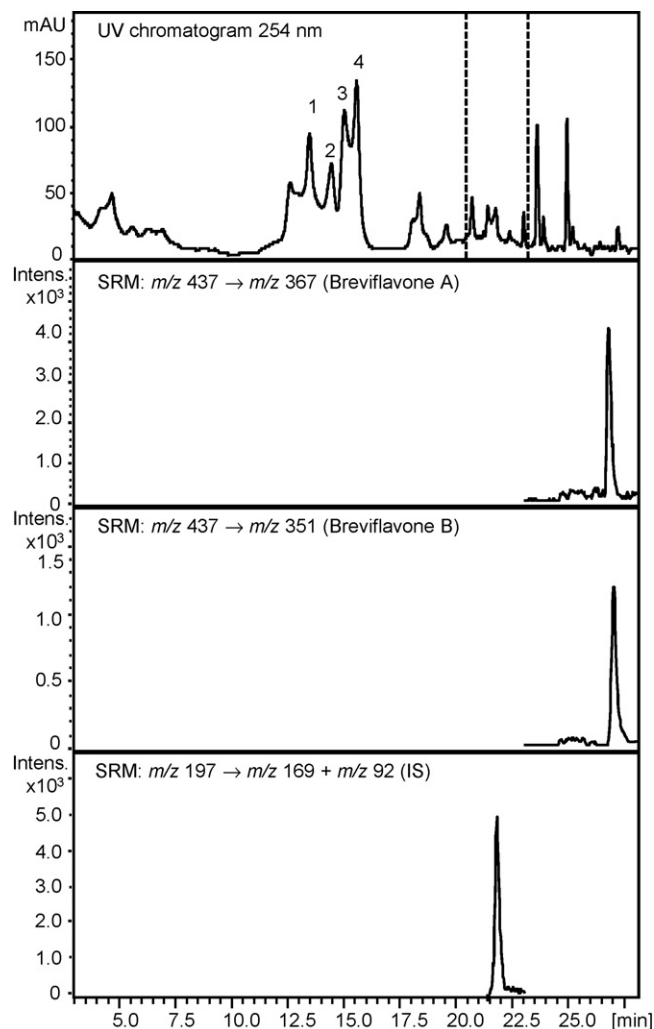 mAU
UV chromatogram 254 nm
150
100
50
0
1
2
3
4
Intens.
x10³
SRM: m/z 437 → m/z 367 (Breviflavone A)
4.0
3.0
2.0
1.0
0
Intens.
x10³
SRM: m/z 437 → m/z 351 (Breviflavone B)
1.5
1.0
0.5
0
Intens.
x10³
SRM: m/z 197 → m/z 169 + m/z 92 (IS)
5.0
4.0
3.0
2.0
1.0
0.0
5.0 7.5 10.0 12.5 15.0 17.5 20.0 22.5 25.0 [min]